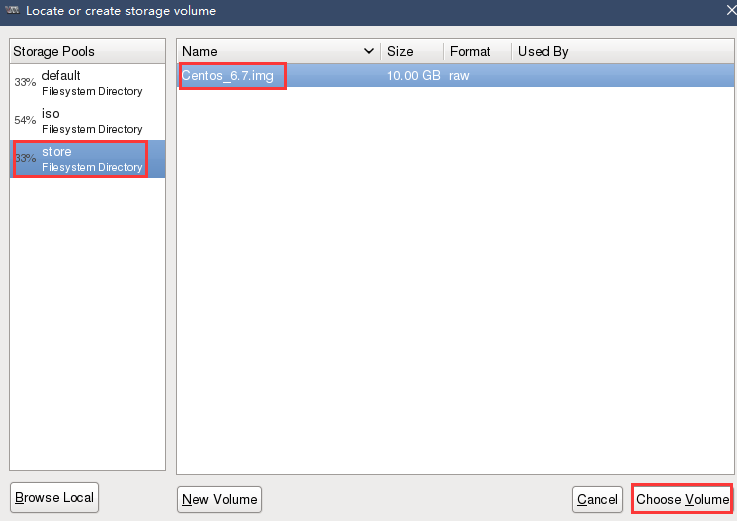 Locate or create storage volume
Storage Pools
33% default
Filesystem Directory
54% iso
Filesystem Directory
33% store
Filesystem Directory
Name Size Format Used By
Centos_6.7.img 10.00 GB raw
Browse Local
New Volume
Cancel
Choose Volume